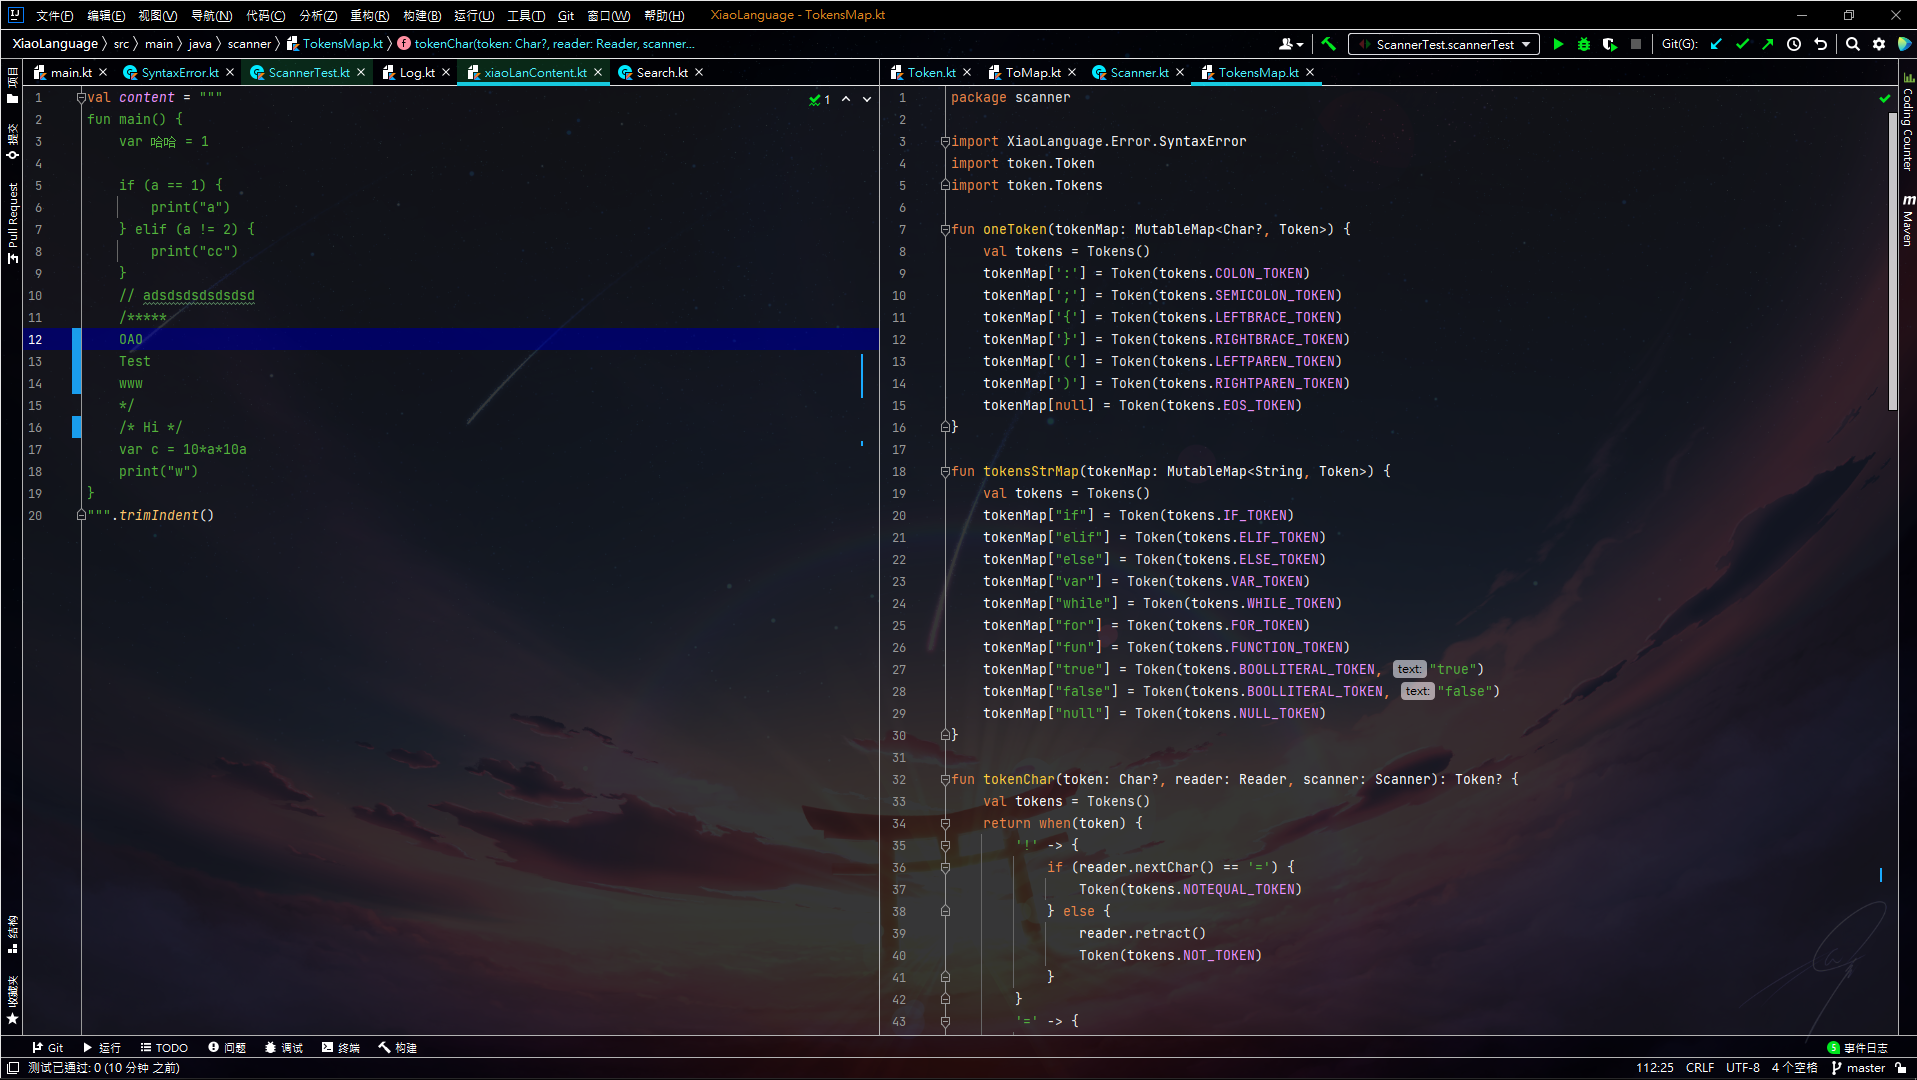 文件(F) 编辑(E) 视图(V) 导航(N) 代码(C) 分析(Z) 重构(R) 构建(B) 运行(U) 工具(T) Git 窗口(W) 帮助(H) XiaoLanguage - TokensMap.kt
XiaoLanguage src main java scanner TokensMap.kt tokenChar(token: Char?, reader: Reader, scanner... ScannerTest.scannerTest Git(G):
main.kt SyntaxError.kt ScannerTest.kt Log.kt xiaoLanContent.kt Search.kt
1 val content = """
2 fun main() {
3 var 哈哈 = 1
4
5 if (a == 1) {
6 print("a")
7 } elif (a != 2) {
8 print("cc")
9 }
10 // adsdsdsdsdsdsd
11 /*****
12 OAO
13 Test
14 www
15 */
16 /* Hi */
17 var c = 10*a*10a
18 print("w")
19 }
20 """.trimIndent()
1
Token.kt ToMap.kt Scanner.kt TokensMap.kt
1 package scanner
2
3 import XiaoLanguage.Error.SyntaxError
4 import token.Token
5 import token.Tokens
6
7 fun oneToken(tokenMap: MutableMap<Char?, Token>) {
8 val tokens = Tokens()
9 tokenMap[':'] = Token(tokens.COLON_TOKEN)
10 tokenMap[';'] = Token(tokens.SEMICOLON_TOKEN)
11 tokenMap['{'] = Token(tokens.LEFTBRACE_TOKEN)
12 tokenMap['}'] = Token(tokens.RIGHTBRACE_TOKEN)
13 tokenMap['('] = Token(tokens.LEFTPAREN_TOKEN)
14 tokenMap[')'] = Token(tokens.RIGHTPAREN_TOKEN)
15 tokenMap[null] = Token(tokens.EOS_TOKEN)
16 }
17
18 fun tokensStrMap(tokenMap: MutableMap<String, Token>) {
19 val tokens = Tokens()
20 tokenMap["if"] = Token(tokens.IF_TOKEN)
21 tokenMap["elif"] = Token(tokens.ELIF_TOKEN)
22 tokenMap["else"] = Token(tokens.ELSE_TOKEN)
23 tokenMap["var"] = Token(tokens.VAR_TOKEN)
24 tokenMap["while"] = Token(tokens.WHILE_TOKEN)
25 tokenMap["for"] = Token(tokens.FOR_TOKEN)
26 tokenMap["fun"] = Token(tokens.FUNCTION_TOKEN)
27 tokenMap["true"] = Token(tokens.BOOLLITERAL_TOKEN, text: "true")
28 tokenMap["false"] = Token(tokens.BOOLLITERAL_TOKEN, text: "false")
29 tokenMap["null"] = Token(tokens.NULL_TOKEN)
30 }
31
32 fun tokenChar(token: Char?, reader: Reader, scanner: Scanner): Token? {
33 val tokens = Tokens()
34 return when(token) {
35 '!' -> {
36 if (reader.nextChar() == '=') {
37 Token(tokens.NOTEQUAL_TOKEN)
38 } else {
39 reader.retract()
40 Token(tokens.NOT_TOKEN)
41 }
42 }
43 '=' -> {
项目
提交
Pull Request
结构
收藏夹
Coding Counter
Maven
Git 运行 TODO 问题 调试 终端 构建 5 事件日志
测试已通过: 0 (10 分钟 之前) 112:25 CRLF UTF-8 4 个空格 master